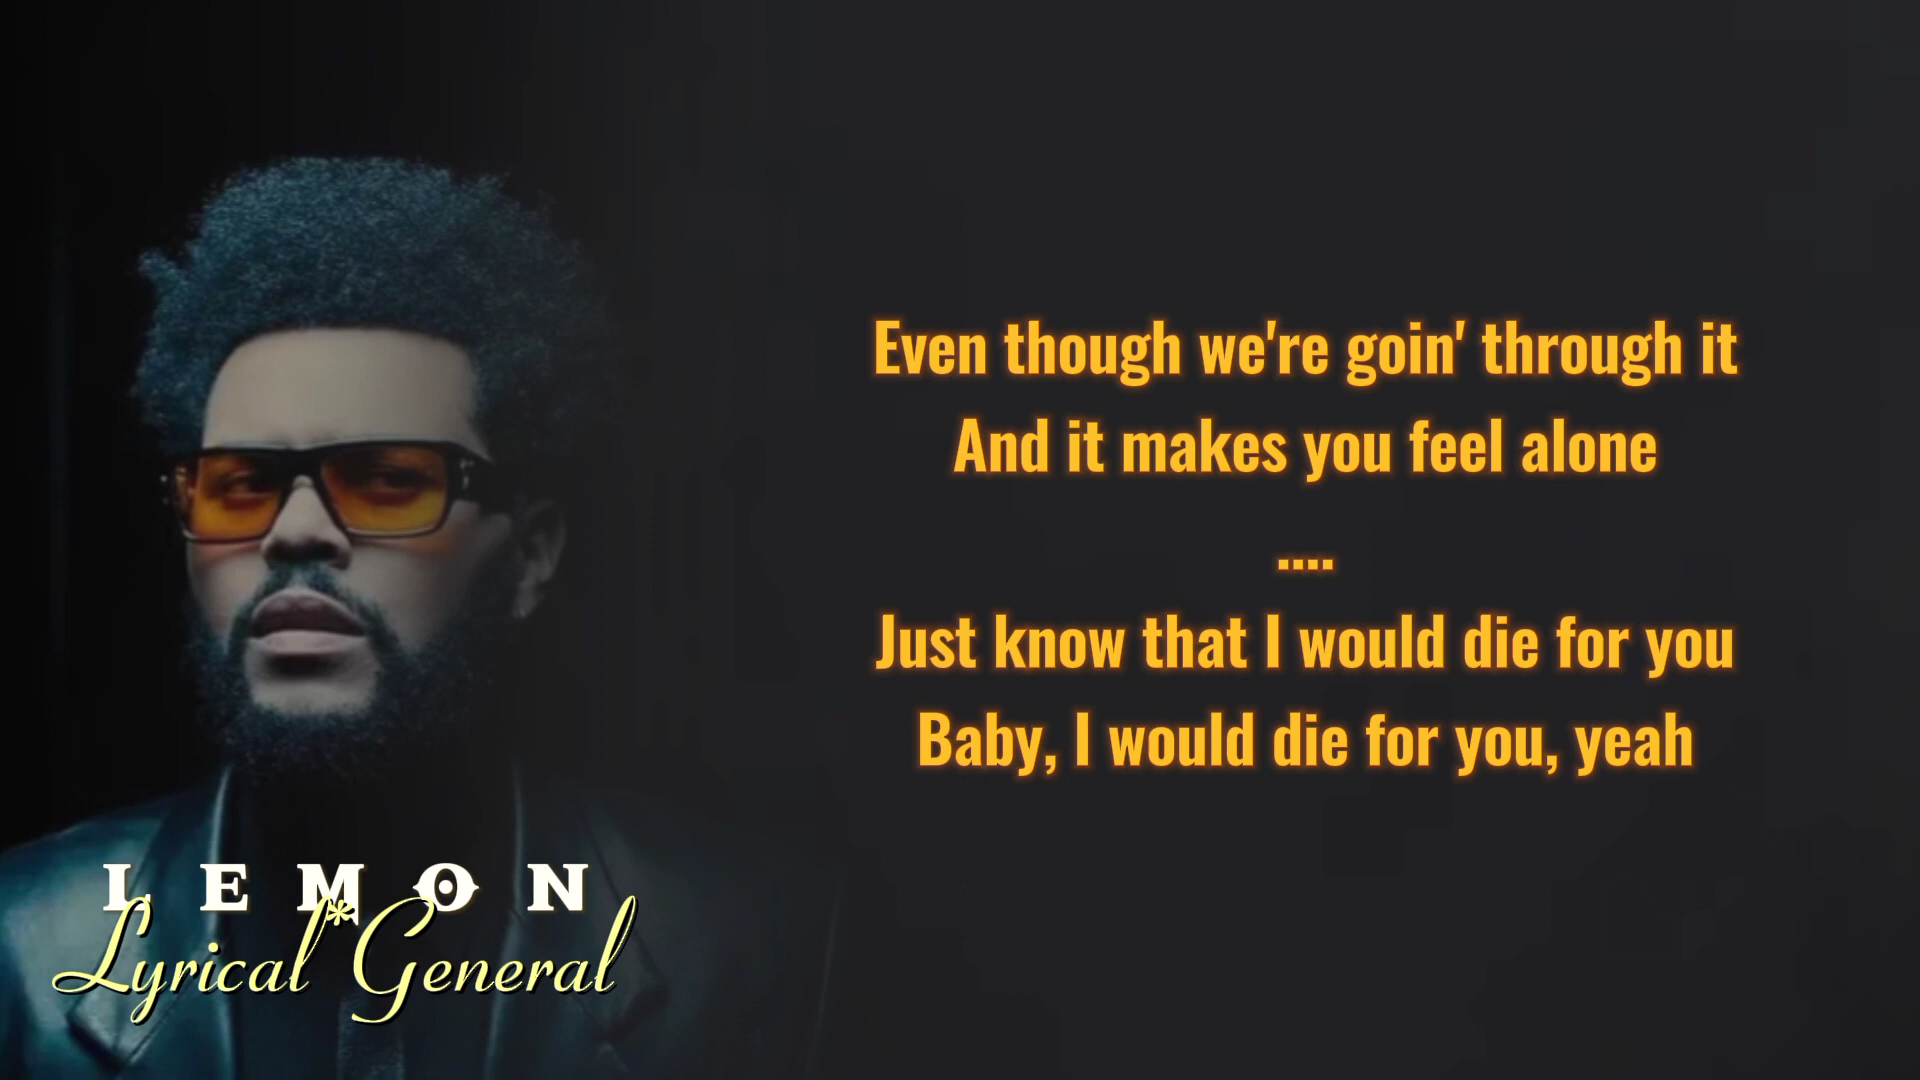 Even though we're goin' through it
And it makes you feel alone
....
Just know that I would die for you
Baby, I would die for you, yeah
LEMON
Lyrical*General